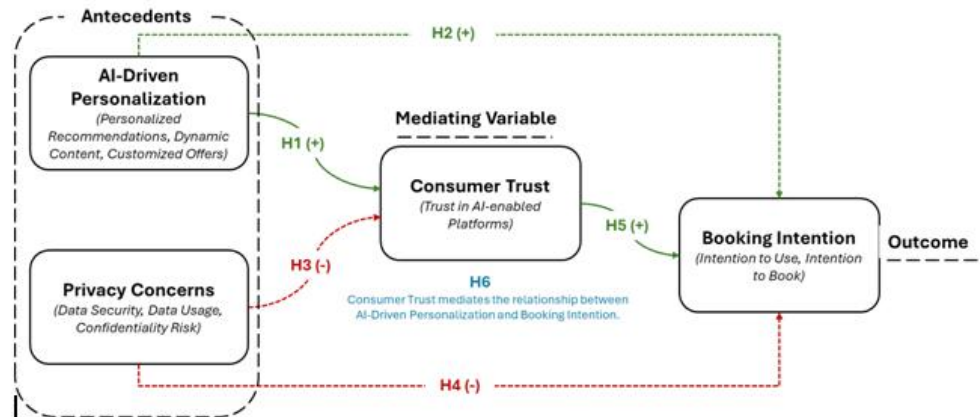 Antecedents
H2 (+)
AI-Driven
Personalization
(Personalized
Recommendations, Dynamic
Content, Customized Offers)
H1 (+)
Mediating Variable
Consumer Trust
(Trust in AI-enabled
Platforms)
H5 (+)
Booking Intention
(Intention to Use, Intention
to Book)
Outcome
H3 (-)
H6
Consumer Trust mediates the relationship between
AI-Driven Personalization and Booking Intention.
Privacy Concerns
(Data Security, Data Usage,
Confidentiality Risk)
H4 (-)